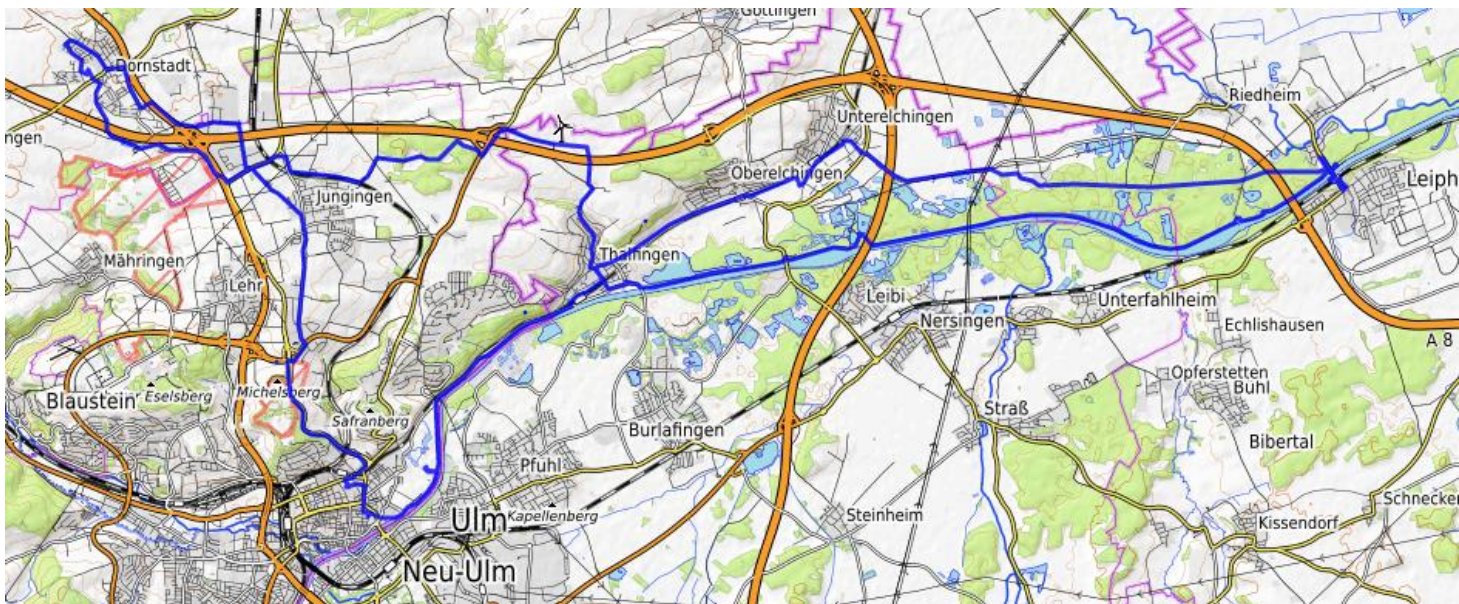 Göttingen
Dornstadt
Riedheim
Unterelchingen
ngen
Oberelchingen
Leiph
Jungingen
Thalfingen
Mähringen
Lehr
Leibi
Unterfahlheim
Nersingen
Echlishausen
A 8
Michelsberg
Opferstetten
Eselsberg
Bühl
Blaustein
Safranberg
Straß
Burlafingen
Bibertal
Pfuhl
Schnecken
Ulm
Kapellenberg
Steinheim
Kissendorf
Neu-Ulm